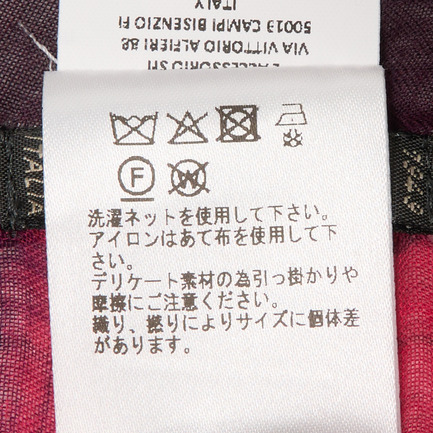 ITALY
50013 CAMPI BISENZIO FI
VIA VITTORIO ALFIERI 82
L'ACCESSORIO Srl
F
W
洗濯ネットを使用して下さい。
アイロンはあて布を使用して下
さい。
デリケート素材の為引っ掛かりや
摩擦にご注意ください。
織り、撚りによりサイズに個体差
があります。